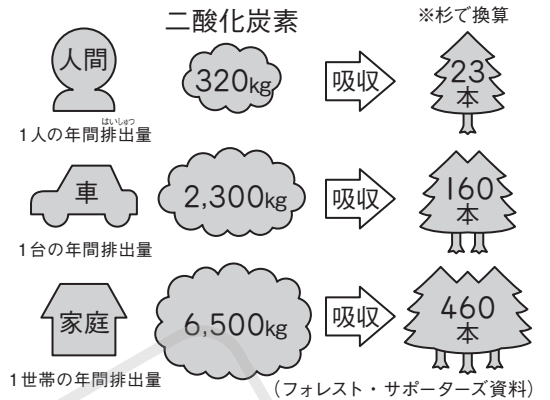 二酸化炭素
※杉で換算
人間
320kg
吸収
23
本
はいしゅつ
1人の年間排出量
車
2,300kg
吸収
160
本
1台の年間排出量
家庭
6,500kg
吸収
460
本
1世帯の年間排出量
(フォレスト・サポーターズ資料)